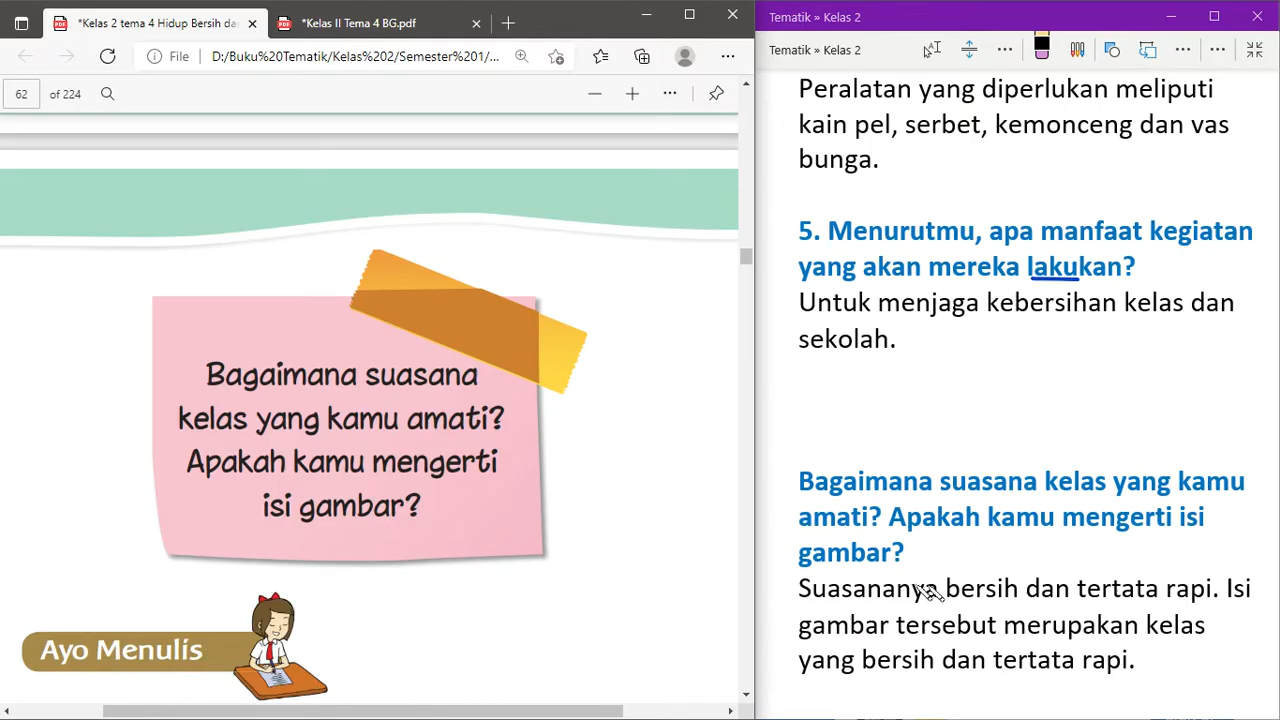 *Kelas 2 tema 4 Hidup Bersih da
*Kelas II Tema 4 BG.pdf
File
D:/Buku%20Tematik/Kelas%202/Semester%201/...
62
of 224
Bagaimana suasana
kelas yang kamu amati?
Apakah kamu mengerti
isi gambar?
Ayo Menulis
Tematik » Kelas 2
Tematik » Kelas 2
Peralatan yang diperlukan meliputi
kain pel, serbet, kemonceng dan vas
bunga.
5. Menurutmu, apa manfaat kegiatan
yang akan mereka lakukan?
Untuk menjaga kebersihan kelas dan
sekolah.
Bagaimana suasana kelas yang kamu
amati? Apakah kamu mengerti isi
gambar?
Suasananya bersih dan tertata rapi. Isi
gambar tersebut merupakan kelas
yang bersih dan tertata rapi.